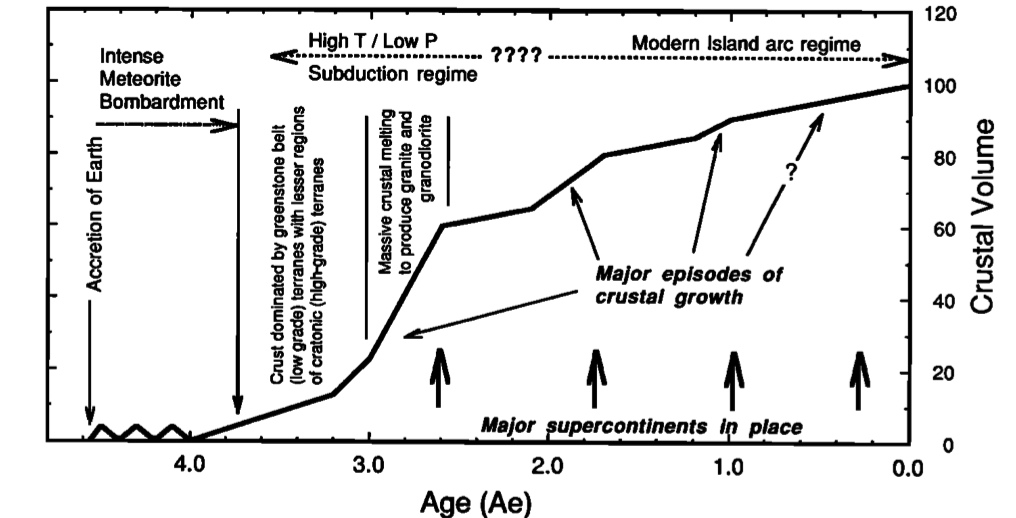 Intense
Meteorite
Bombardment
High T / Low P
????
Modern Island arc regime
Subduction regime
Accretion of Earth
Crust dominated by greenstone belt
(low grade) terranes with lesser regions
of cratonic (high-grade) terranes
Massive crustal melting
to produce granite and
granodiorite
?
Major episodes of
crustal growth
Major supercontinents in place
120
100
80
60
40
20
0
Crustal Volume
4.0
3.0
2.0
1.0
0.0
Age (Ae)